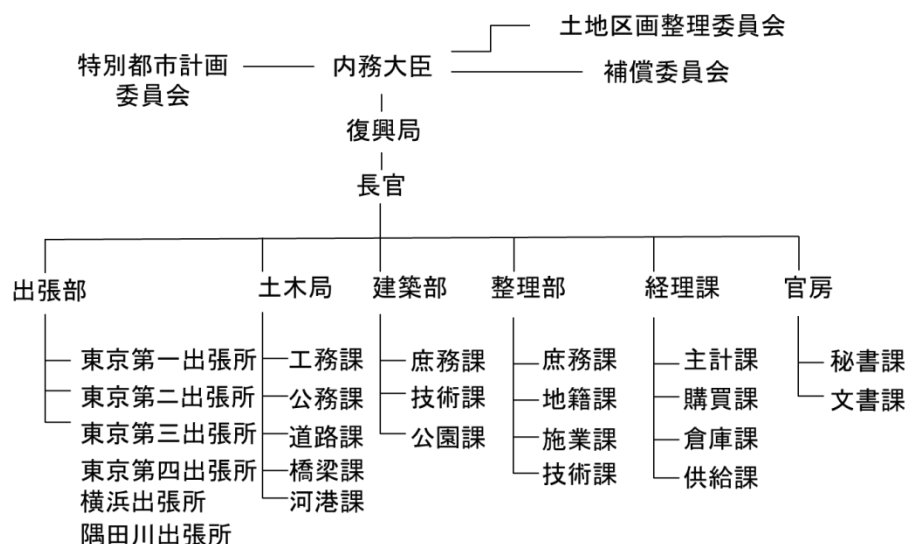 土地区画整理委員会
特別都市計画
委員会
内務大臣
補償委員会
復興局
長官
出張部
土木局
建築部
整理部
経理課
官房
東京第一出張所
東京第二出張所
東京第三出張所
東京第四出張所
横浜出張所
隅田川出張所
工務課
公務課
道路課
橋梁課
河港課
庶務課
技術課
公園課
庶務課
地籍課
施業課
技術課
主計課
購買課
倉庫課
供給課
秘書課
文書課